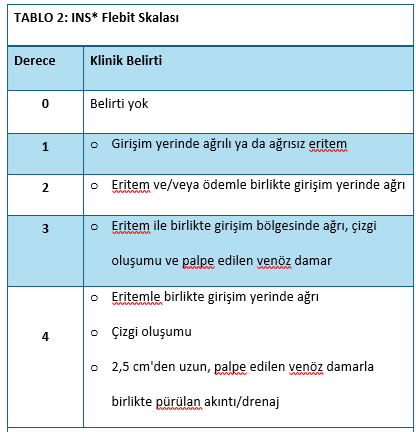 TABLO 2: INS* Flebit Skalası
Derece Klinik Belirti
0 Belirti yok
1 o Girişim yerinde ağrılı ya da ağrısız eritem
2 o Eritem ve/veya ödemle birlikte girişim yerinde ağrı
3 o Eritem ile birlikte girişim bölgesinde ağrı, çizgi
oluşumu ve palpe edilen venöz damar
o Eritemle birlikte girişim yerinde ağrı
4 o Çizgi oluşumu
o 2,5 cm'den uzun, palpe edilen venöz damarla
birlikte pürülan akıntı/drenaj